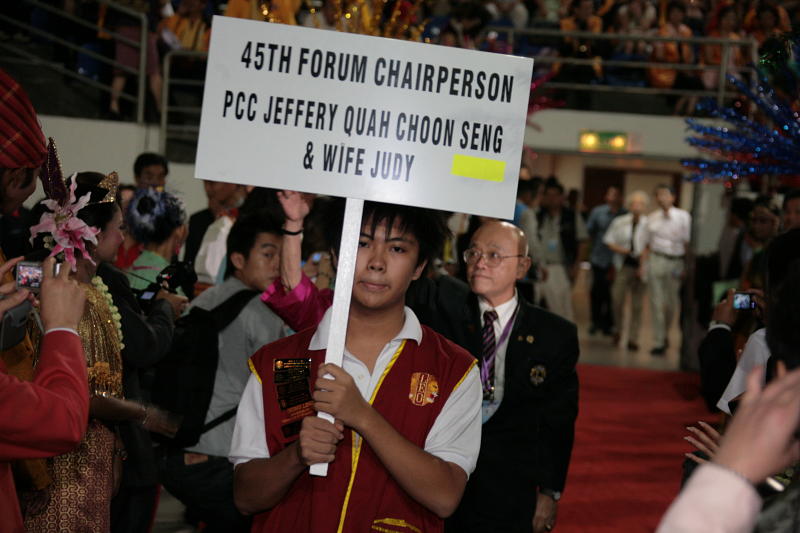 45TH FORUM CHAIRPERSON
PCC JEFFERY QUAH CHOON SENG
& WIFE JUDY